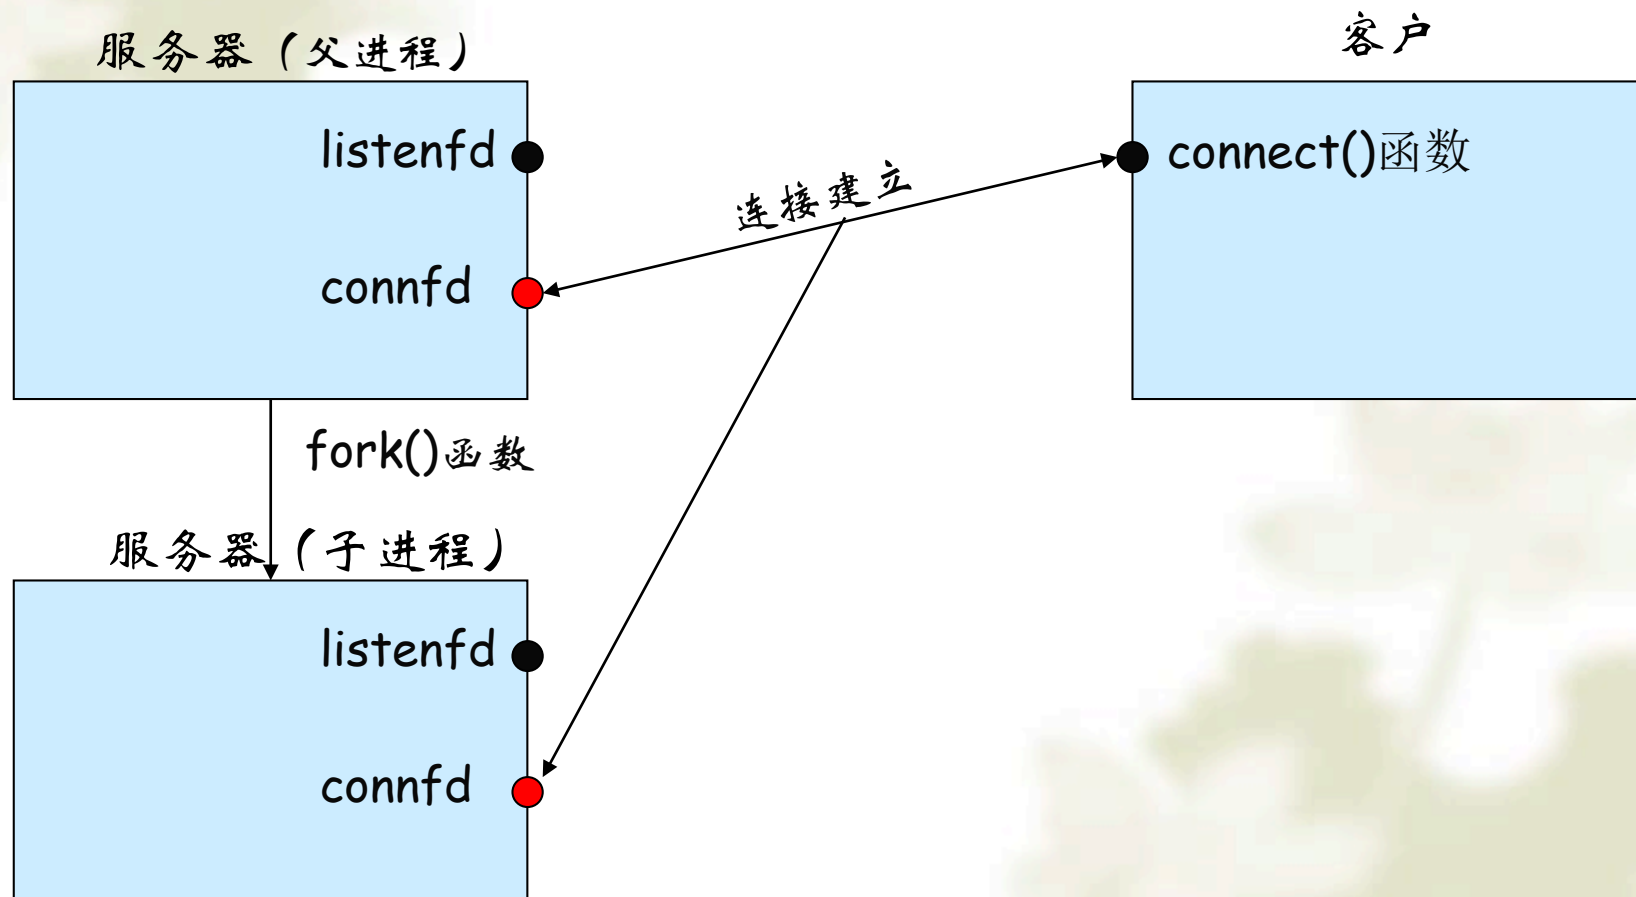 服务器（父进程）
客户
listenfd
connect()函数
连接建立
connfd
fork()函数
服务器（子进程）
listenfd
connfd